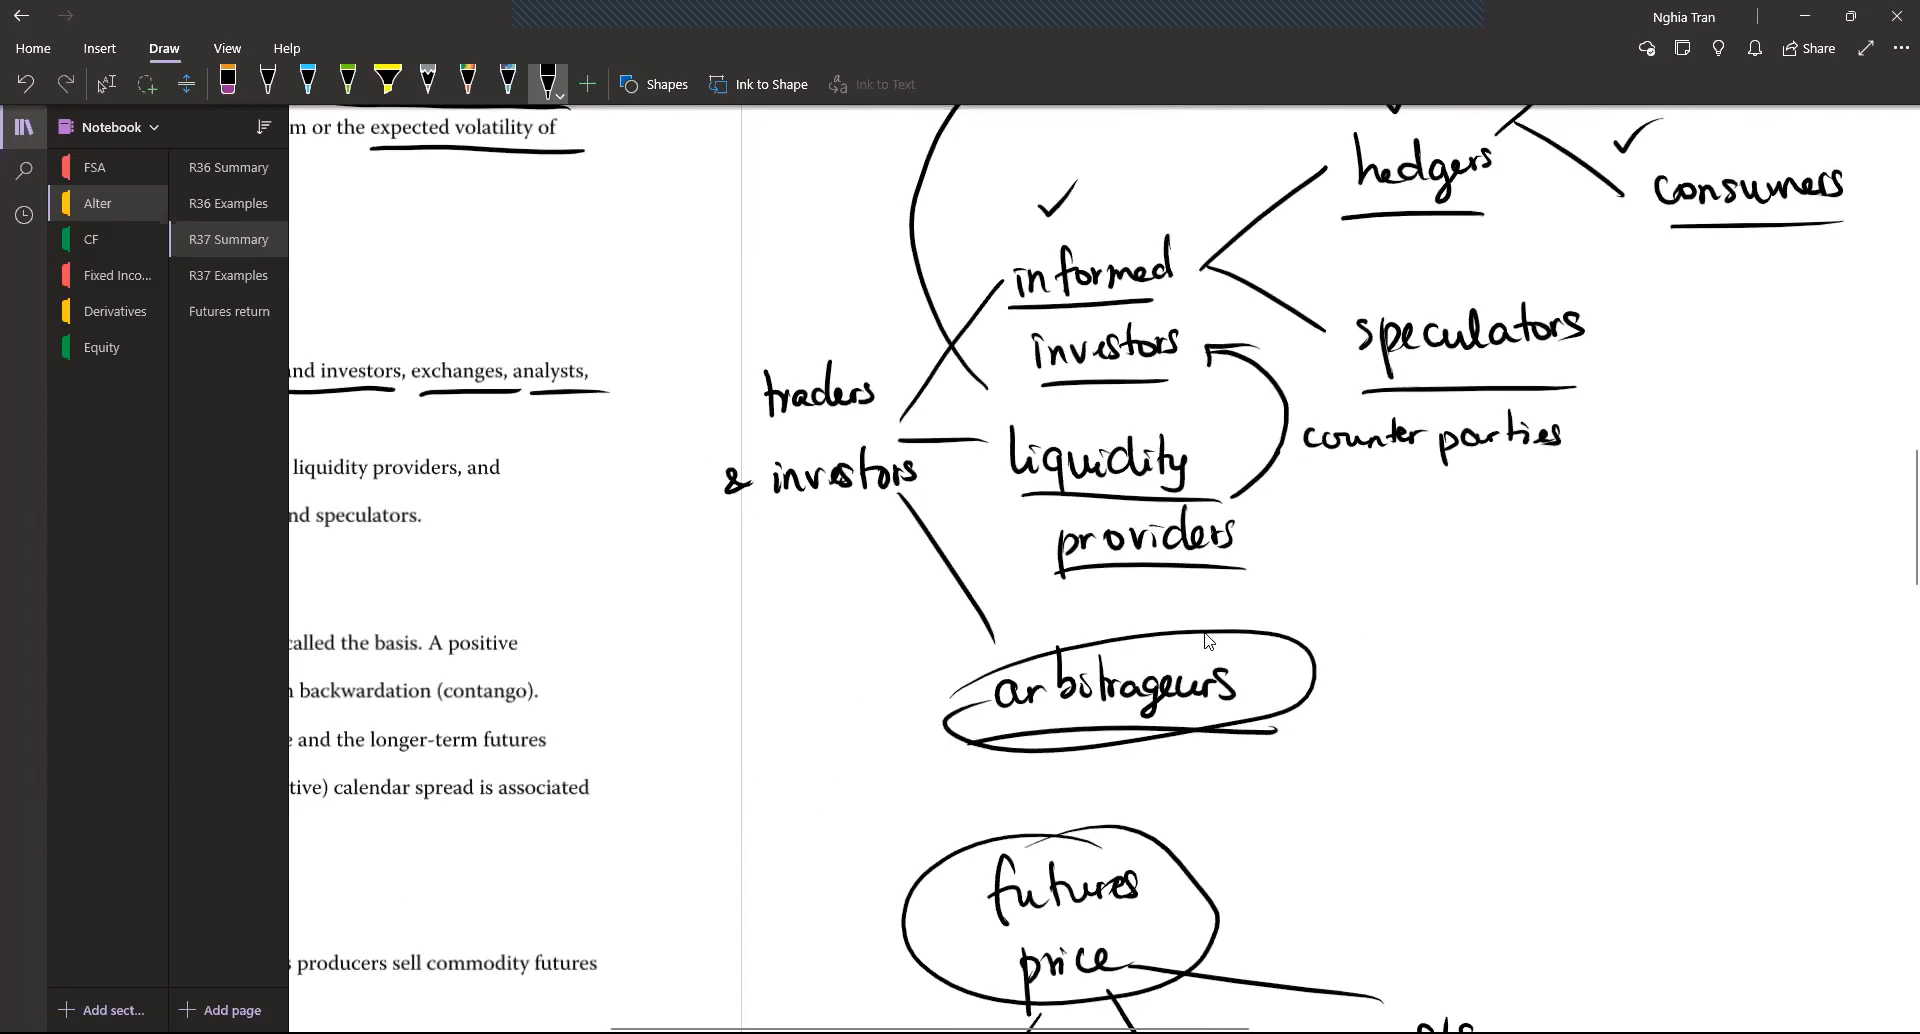 Nghia Tran
Home Insert Draw View Help
Share
Shapes Ink to Shape Ink to Text
Notebook
FSA
Alter
CF
Fixed Inco...
Derivatives
Equity
Add sect...
R36 Summary
R36 Examples
R37 Summary
R37 Examples
Futures return
Add page
m or the expected volatility of
and investors, exchanges, analysts,
liquidity providers, and
nd speculators.
called the basis. A positive
n backwardation (contango).
e and the longer-term futures
tive) calendar spread is associated
s producers sell commodity futures
hedgers
consumers
informed
investors
speculators
traders
& investors
counter parties
liquidity
providers
arbitrageurs
futures
price